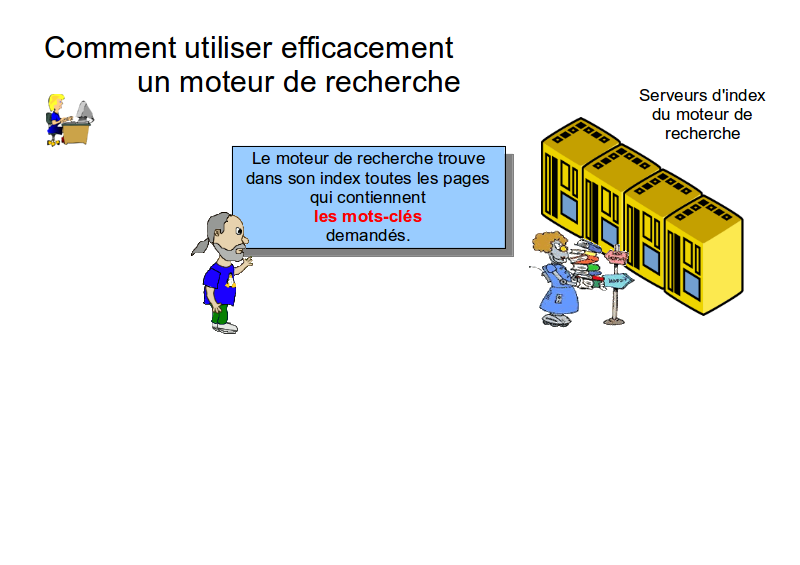 Comment utiliser efficacement
un moteur de recherche
Serveurs d'index
du moteur de
recherche
Le moteur de recherche trouve
dans son index toutes les pages
qui contiennent
les mots-clés
demandés.